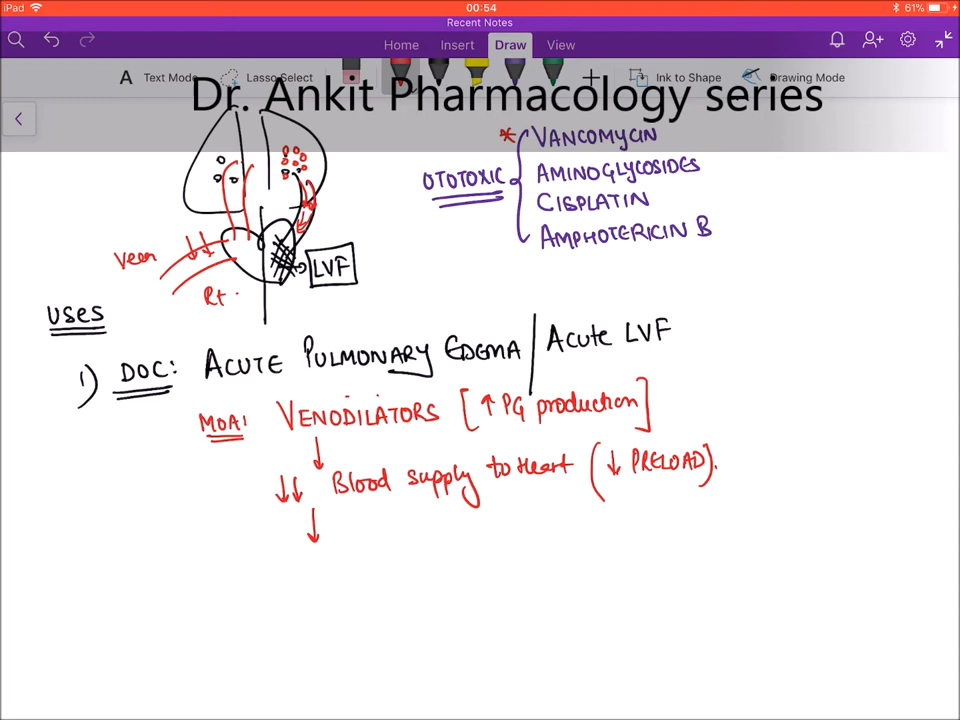 iPad 00:54 61%
Recent Notes
Home Insert Draw View
Text Mode Lasso Select Ink to Shape Drawing Mode
Dr. Ankit Pharmacology series
* VANCOMYCIN
OTOTOXIC AMINOGLYCOSIDES
CISPLATIN
AMPHOTERICIN B
Vein ↓↓
LVF
Rt.
USES
1) DOC: ACUTE PULMONARY EDEMA / ACUTE LVF
MOA: VENODILATORS [↑ PG production]
↓
↓↓ Blood supply to Heart (↓ PRELOAD).
↓